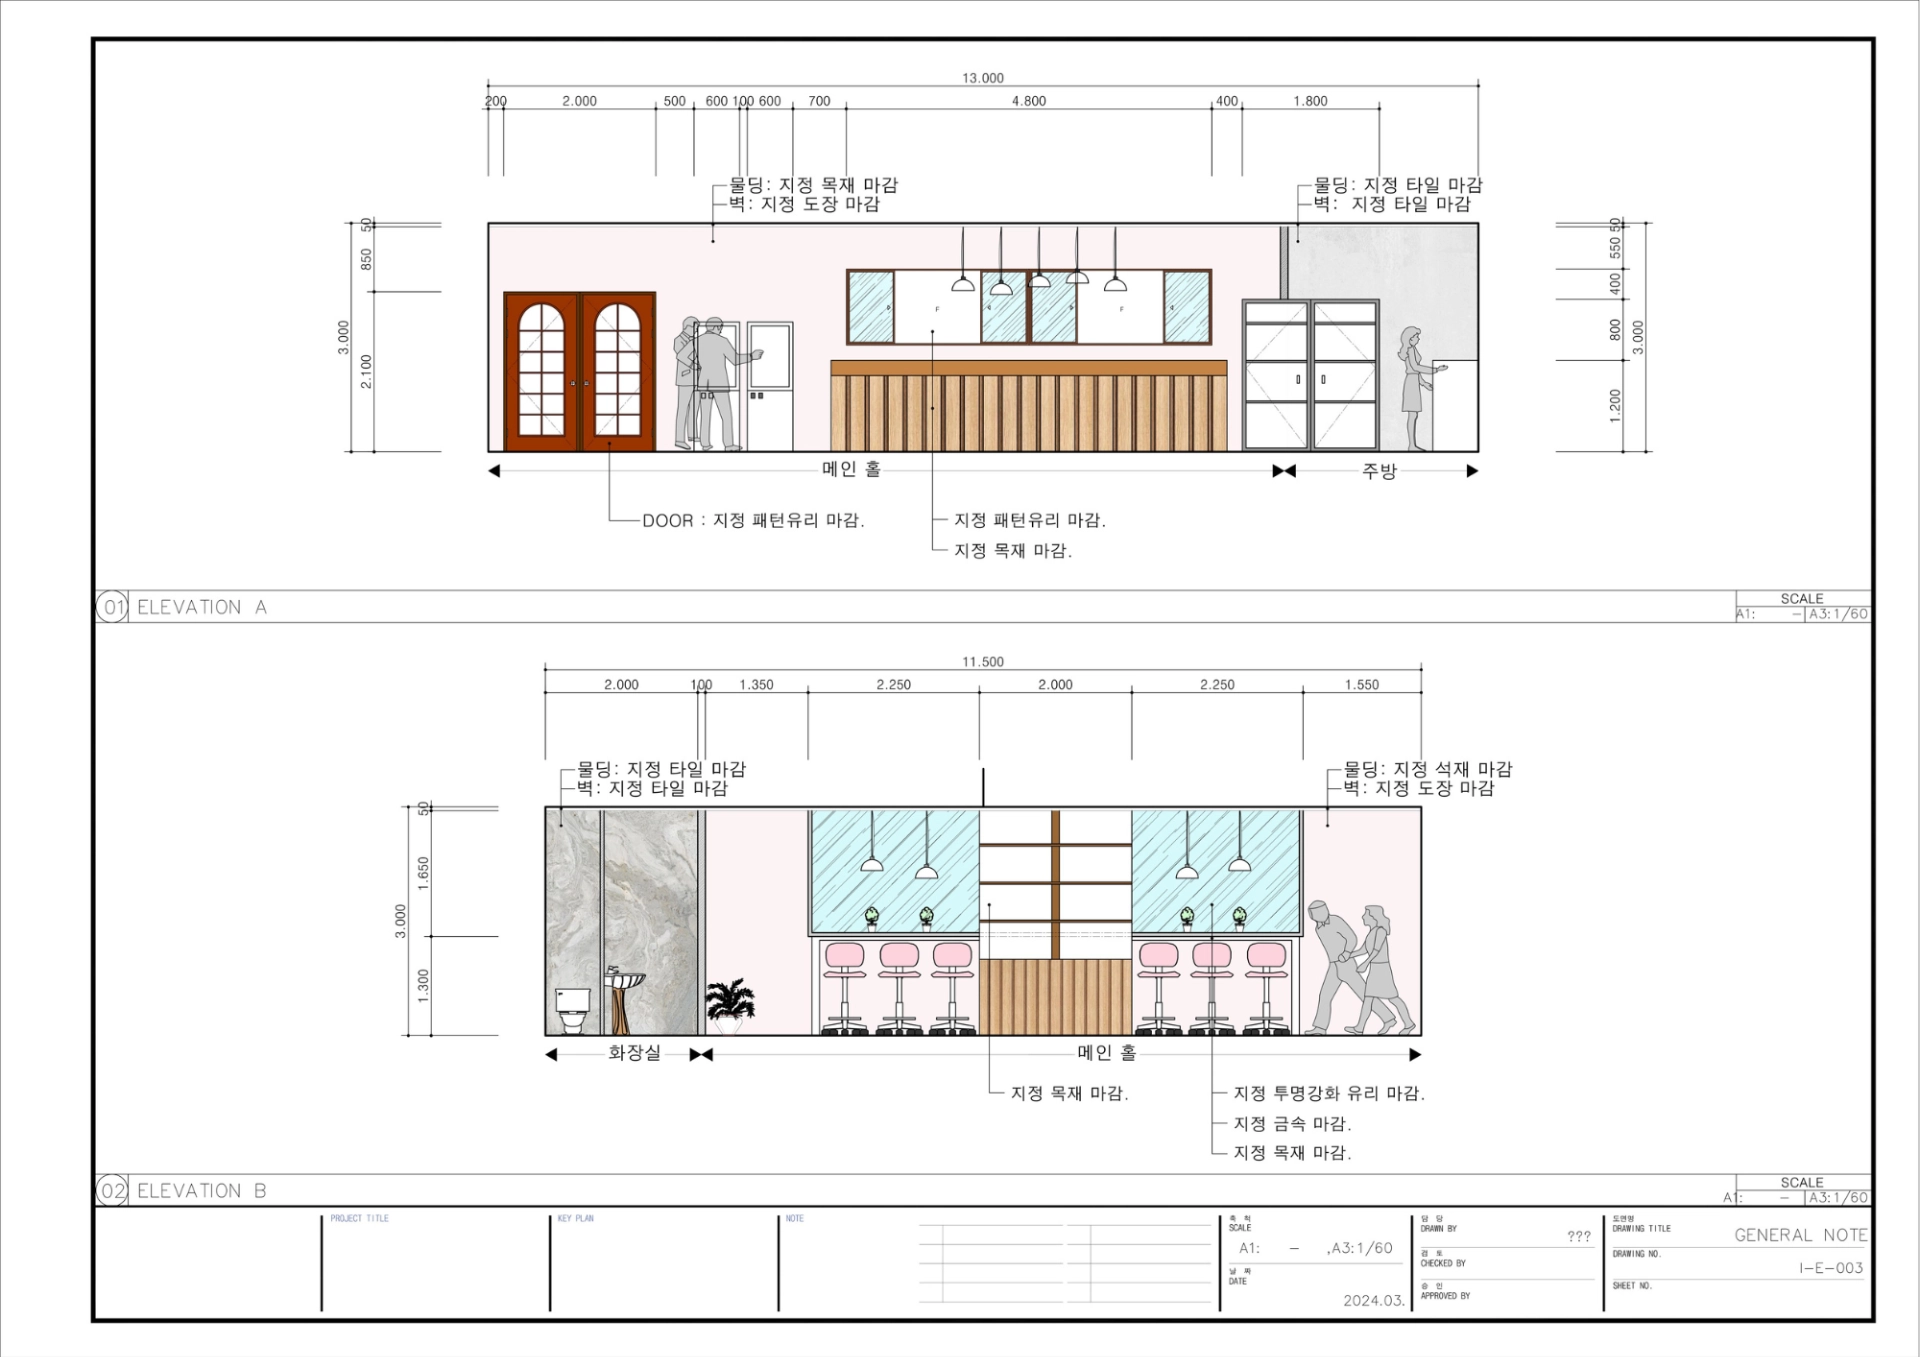 13.000
200 2.000 500 600 100 600 700 4.800 400 1.800
물딩: 지정 목재 마감
벽: 지정 도장 마감
물딩: 지정 타일 마감
벽: 지정 타일 마감
50
850
2.100
3.000
50
550
400
800
1.200
3.000
F F
메인 홀
주방
DOOR : 지정 패턴유리 마감.
지정 패턴유리 마감.
지정 목재 마감.
01 ELEVATION A
SCALE
A1: - A3:1/60
11.500
2.000 100 1.350 2.250 2.000 2.250 1.550
물딩: 지정 타일 마감
벽: 지정 타일 마감
물딩: 지정 석재 마감
벽: 지정 도장 마감
50
1.650
1.300
3.000
화장실
메인 홀
지정 목재 마감.
지정 투명강화 유리 마감.
지정 금속 마감.
지정 목재 마감.
02 ELEVATION B
SCALE
A1: - A3:1/60
PROJECT TITLE
KEY PLAN
NOTE
축 척
SCALE
A1: - ,A3:1/60
날 짜
DATE
2024.03.
담 당
DRAWN BY
???
검 토
CHECKED BY
승 인
APPROVED BY
도면명
DRAWING TITLE
GENERAL NOTE
DRAWING NO.
I-E-003
SHEET NO.